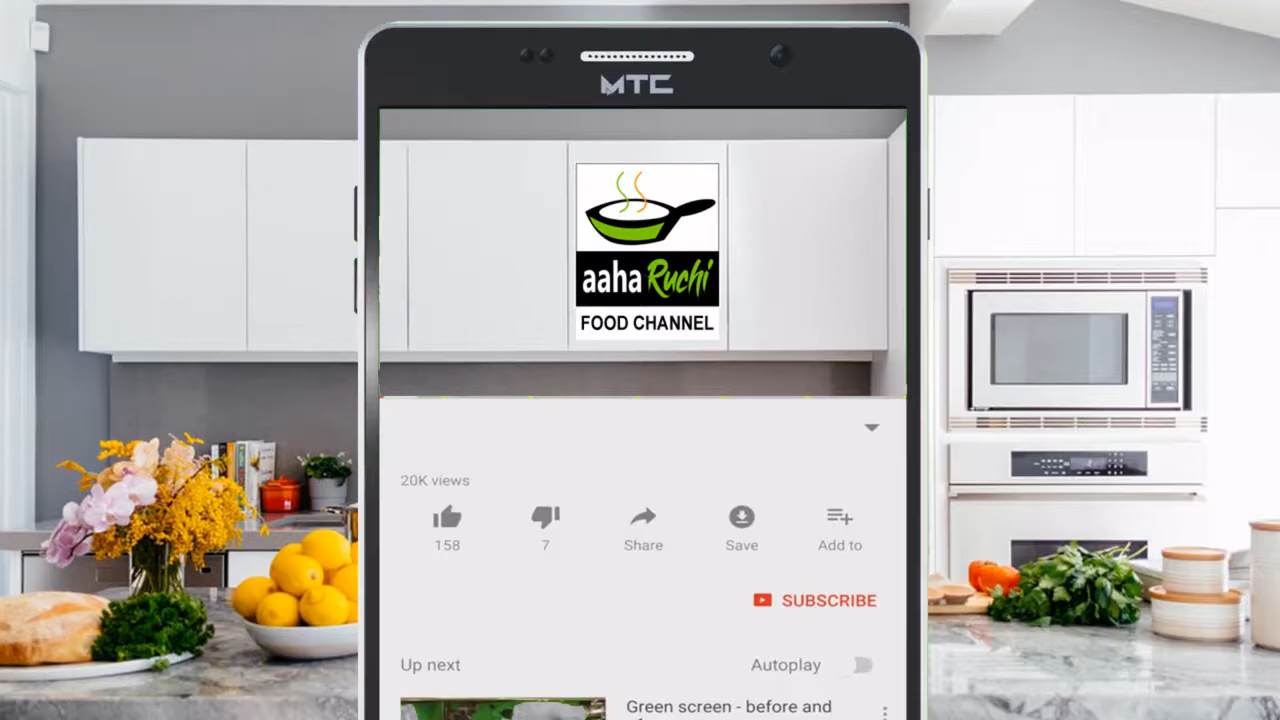 MTC
aaha Ruchi
FOOD CHANNEL
20K views
158
7
Share
Save
Add to
SUBSCRIBE
Up next
Autoplay
Green screen - before and